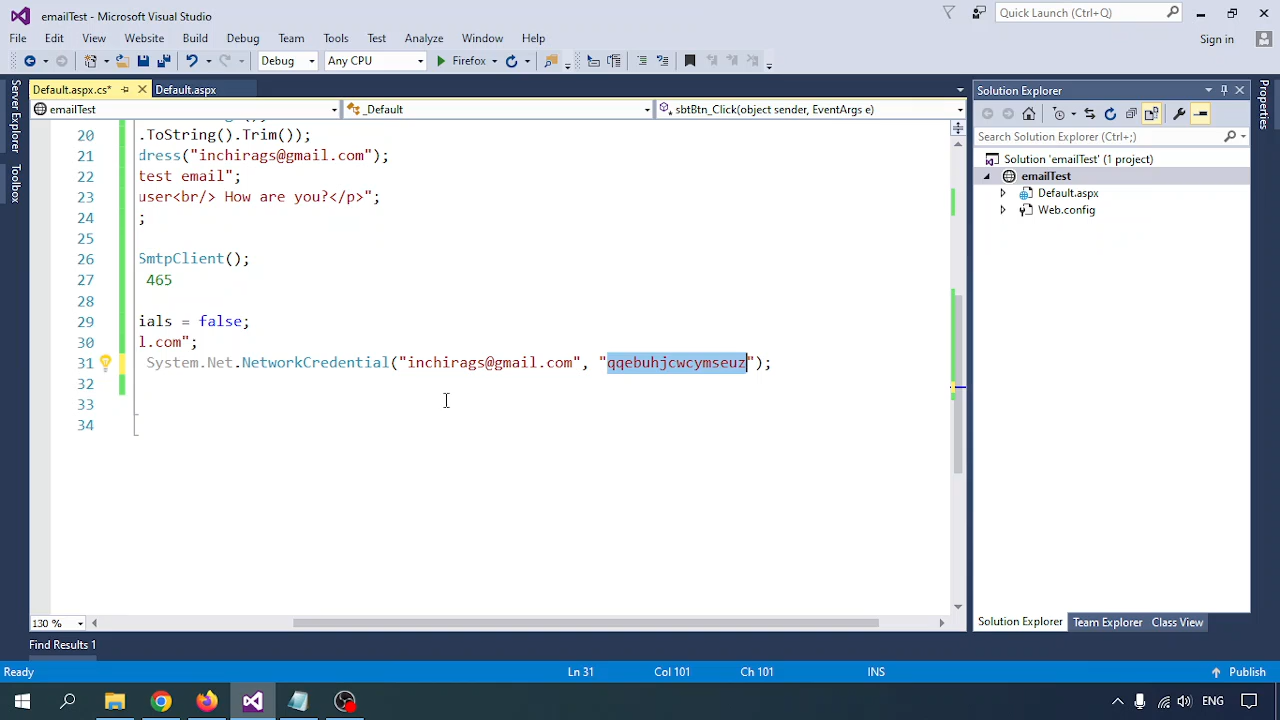 emailTest - Microsoft Visual Studio
Quick Launch (Ctrl+Q)
File Edit View Website Build Debug Team Tools Test Analyze Window Help
Sign in
Debug Any CPU Firefox
Server Explorer
Toolbox
Default.aspx.cs* Default.aspx
emailTest _Default sbtBtn_Click(object sender, EventArgs e)
20 .ToString().Trim());
21 dress("inchirags@gmail.com");
22 test email";
23 user<br/> How are you?</p>";
24 ;
25
26 SmtpClient();
27 465
28
29 ials = false;
30 l.com";
31 System.Net.NetworkCredential("inchirags@gmail.com", "qqebuhjcwcymseuz");
32
33
34
130 %
Solution Explorer
Search Solution Explorer (Ctrl+;)
Solution 'emailTest' (1 project)
emailTest
Default.aspx
Web.config
Solution Explorer Team Explorer Class View
Properties
Find Results 1
Ready Ln 31 Col 101 Ch 101 INS Publish
ENG